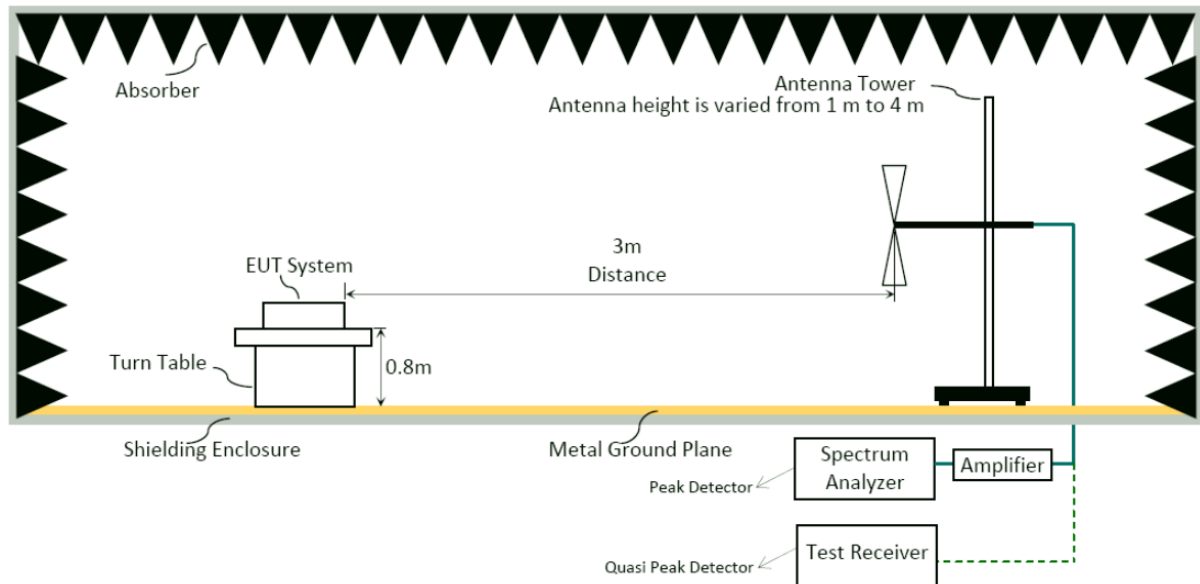 Absorber
Antenna Tower
Antenna height is varied from 1 m to 4 m
3m
Distance
EUT System
Turn Table
0.8m
Shielding Enclosure
Metal Ground Plane
Spectrum
Analyzer
Amplifier
Peak Detector
Test Receiver
Quasi Peak Detector